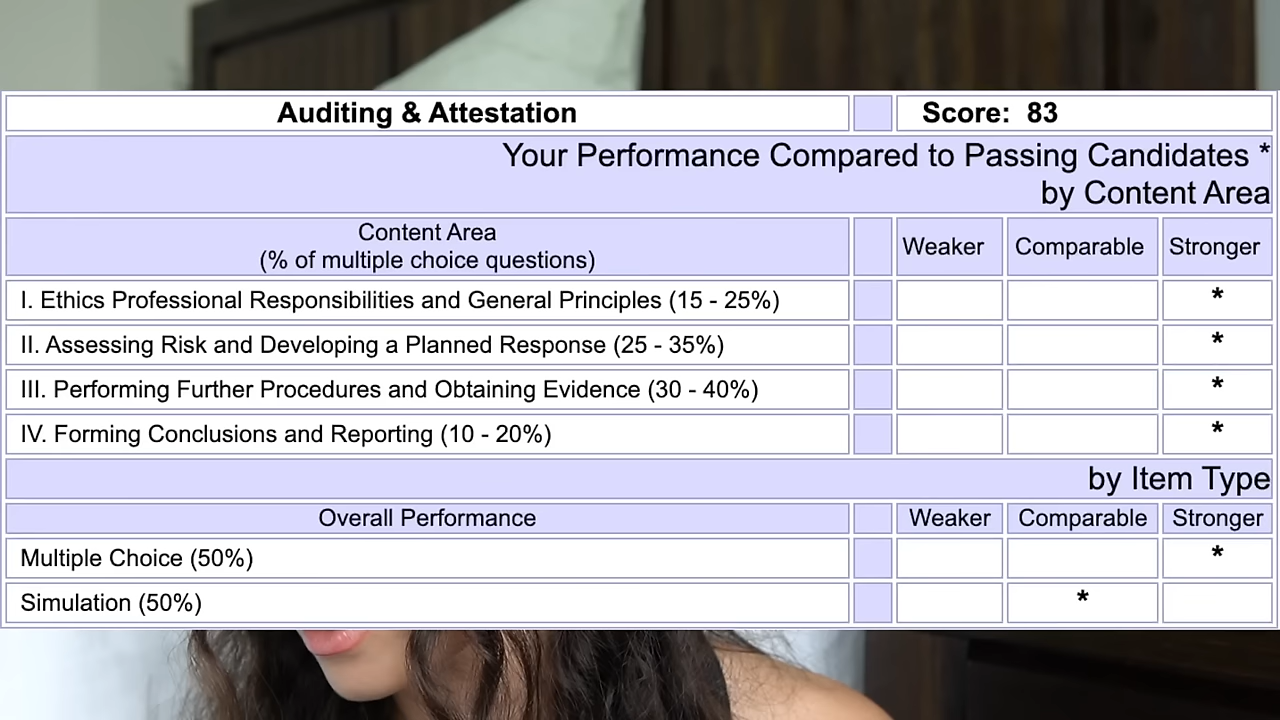 Auditing & Attestation
Score: 83
Your Performance Compared to Passing Candidates *
by Content Area
Content Area
(% of multiple choice questions)
Weaker
Comparable
Stronger
I. Ethics Professional Responsibilities and General Principles (15 - 25%)
*
II. Assessing Risk and Developing a Planned Response (25 - 35%)
*
III. Performing Further Procedures and Obtaining Evidence (30 - 40%)
*
IV. Forming Conclusions and Reporting (10 - 20%)
*
by Item Type
Overall Performance
Weaker
Comparable
Stronger
Multiple Choice (50%)
*
Simulation (50%)
*